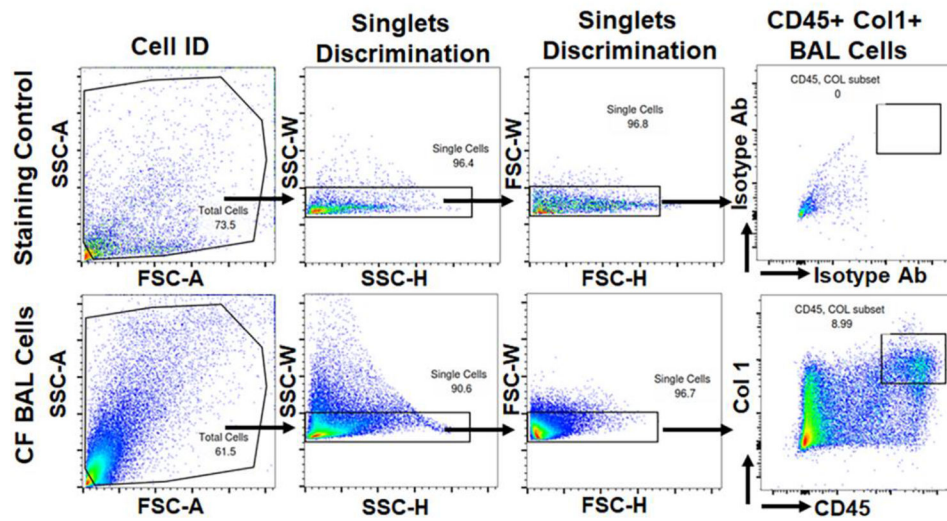 Cell ID
Singlets
Discrimination
Singlets
Discrimination
CD45+ Col1+
BAL Cells
Staining Control
SSC-A
Total Cells
73.5
FSC-A
SSC-W
Single Cells
96.4
SSC-H
FSC-W
Single Cells
96.8
FSC-H
Isotype Ab
CD45, COL subset
0
Isotype Ab
CF BAL Cells
SSC-A
Total Cells
61.5
FSC-A
SSC-W
Single Cells
90.6
SSC-H
FSC-W
Single Cells
96.7
FSC-H
Col 1
CD45, COL subset
8.99
CD45